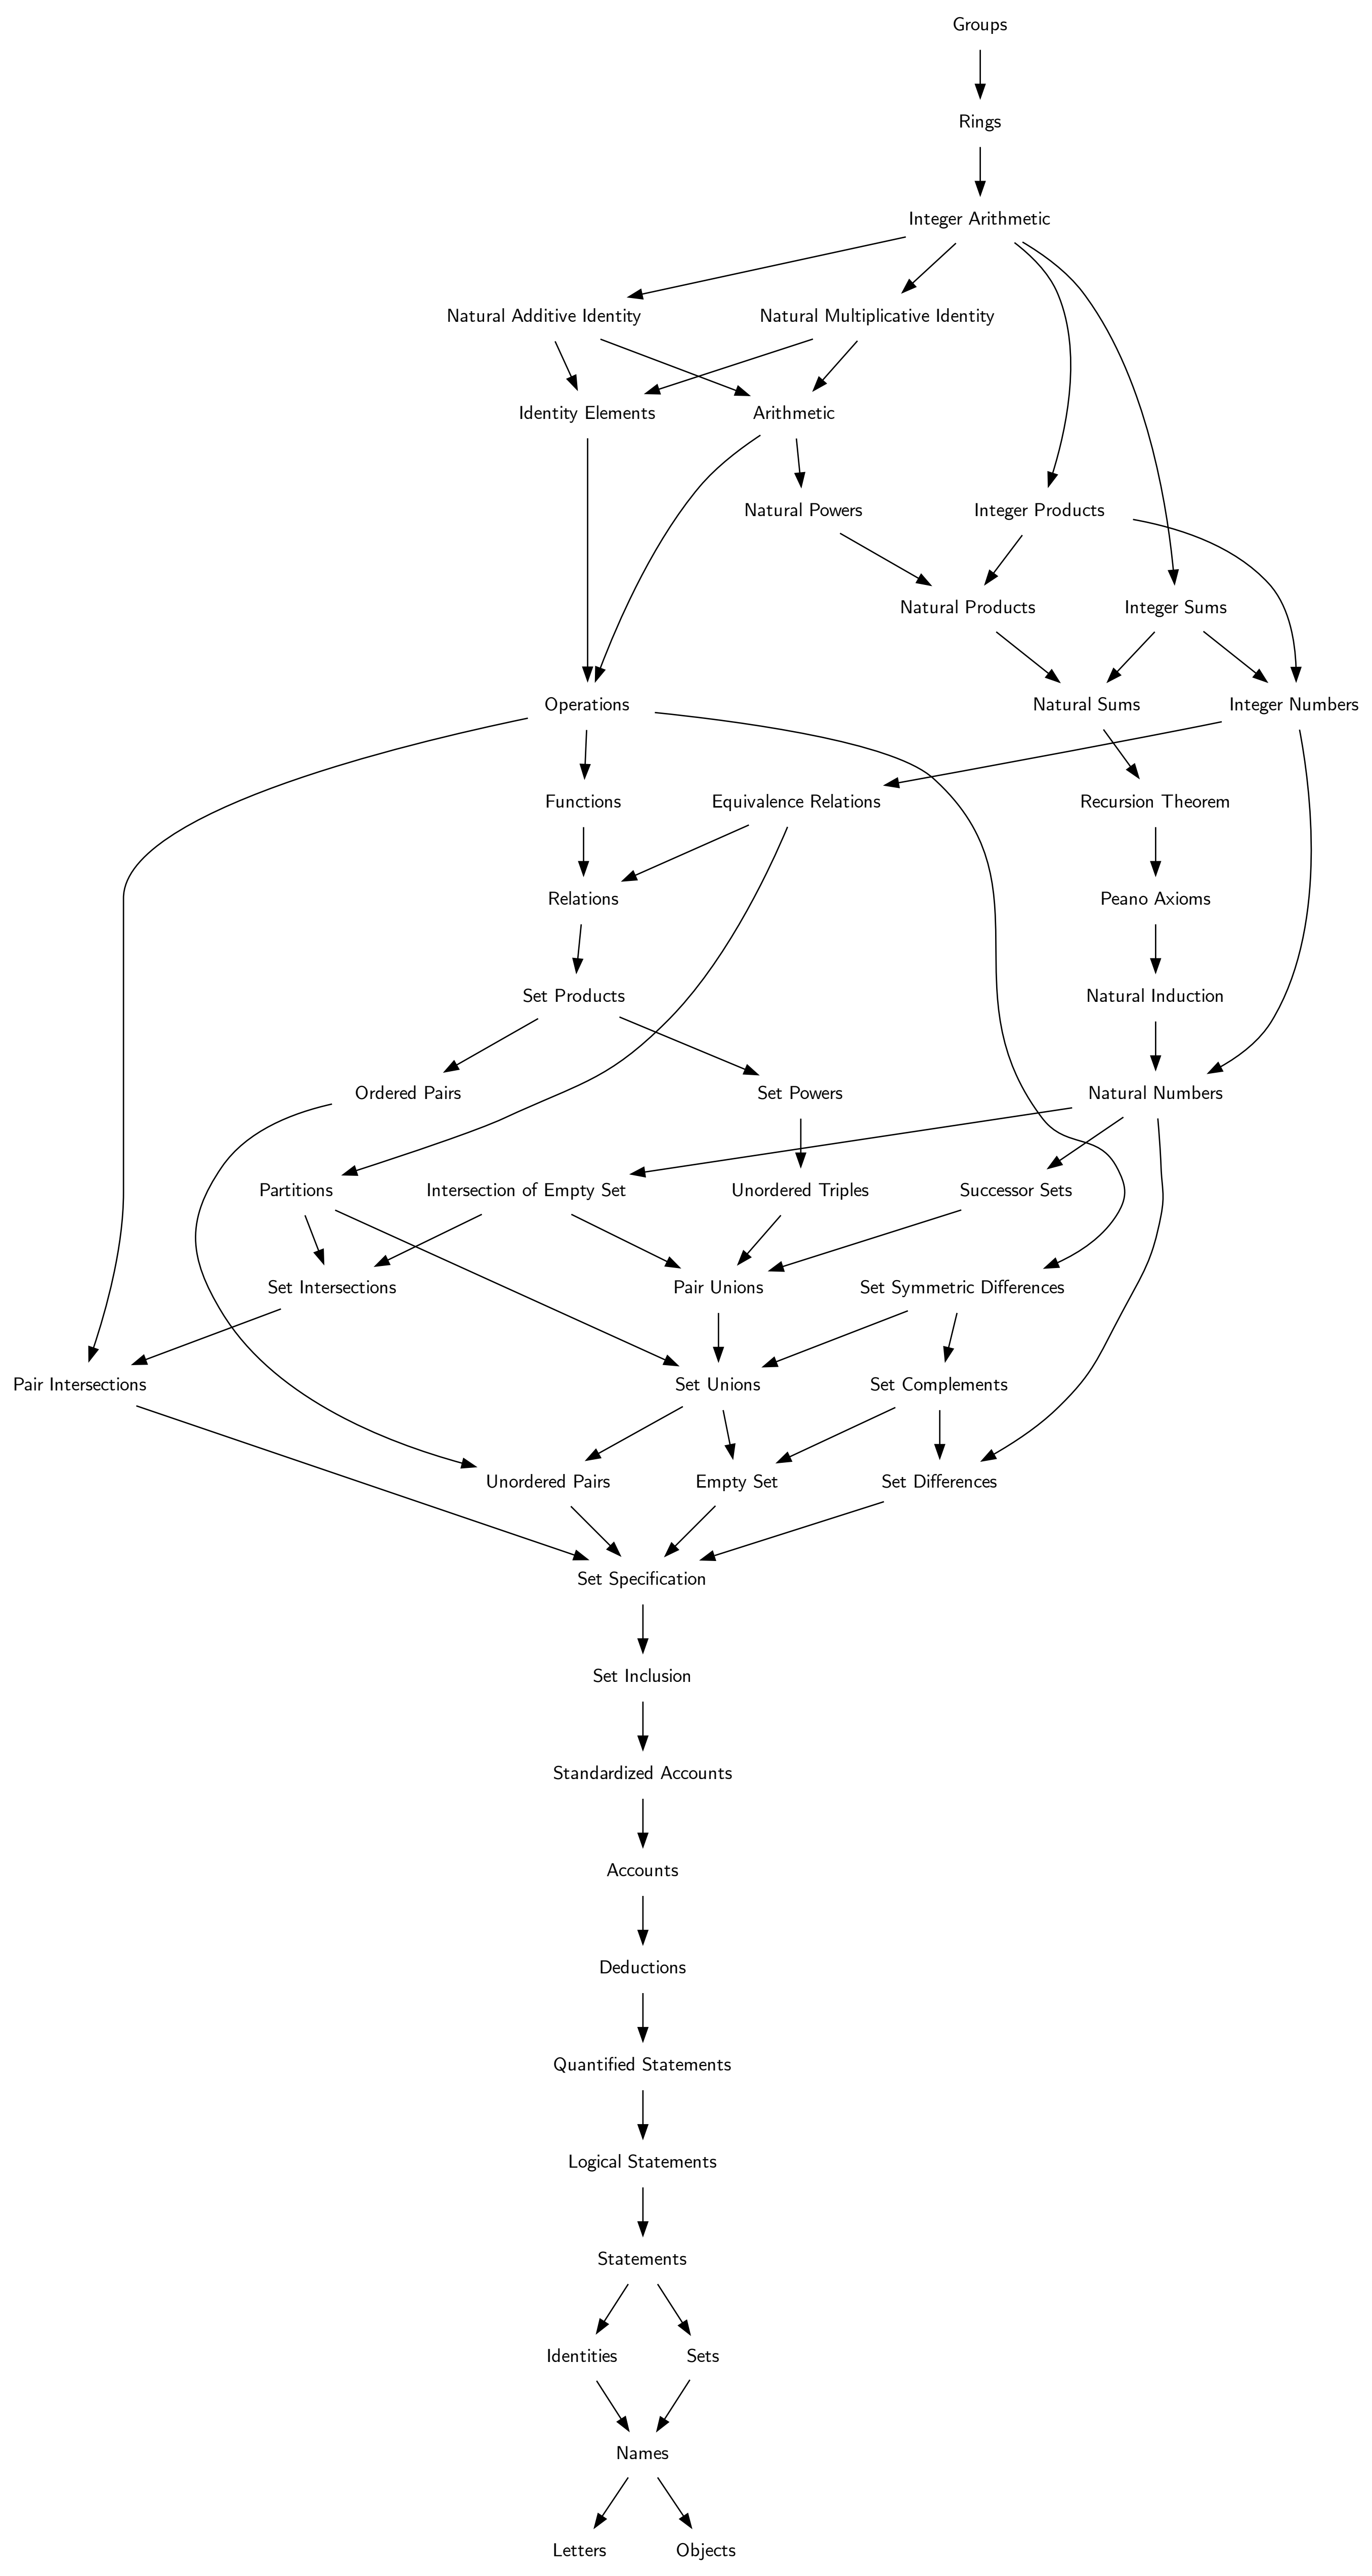 Groups
Rings
Integer Arithmetic
Natural Additive Identity
Natural Multiplicative Identity
Identity Elements
Arithmetic
Natural Powers
Integer Products
Natural Products
Integer Sums
Operations
Natural Sums
Integer Numbers
Functions
Equivalence Relations
Recursion Theorem
Relations
Peano Axioms
Set Products
Natural Induction
Ordered Pairs
Set Powers
Natural Numbers
Partitions
Intersection of Empty Set
Unordered Triples
Successor Sets
Set Intersections
Pair Unions
Set Symmetric Differences
Pair Intersections
Set Unions
Set Complements
Unordered Pairs
Empty Set
Set Differences
Set Specification
Set Inclusion
Standardized Accounts
Accounts
Deductions
Quantified Statements
Logical Statements
Statements
Identities
Sets
Names
Letters
Objects